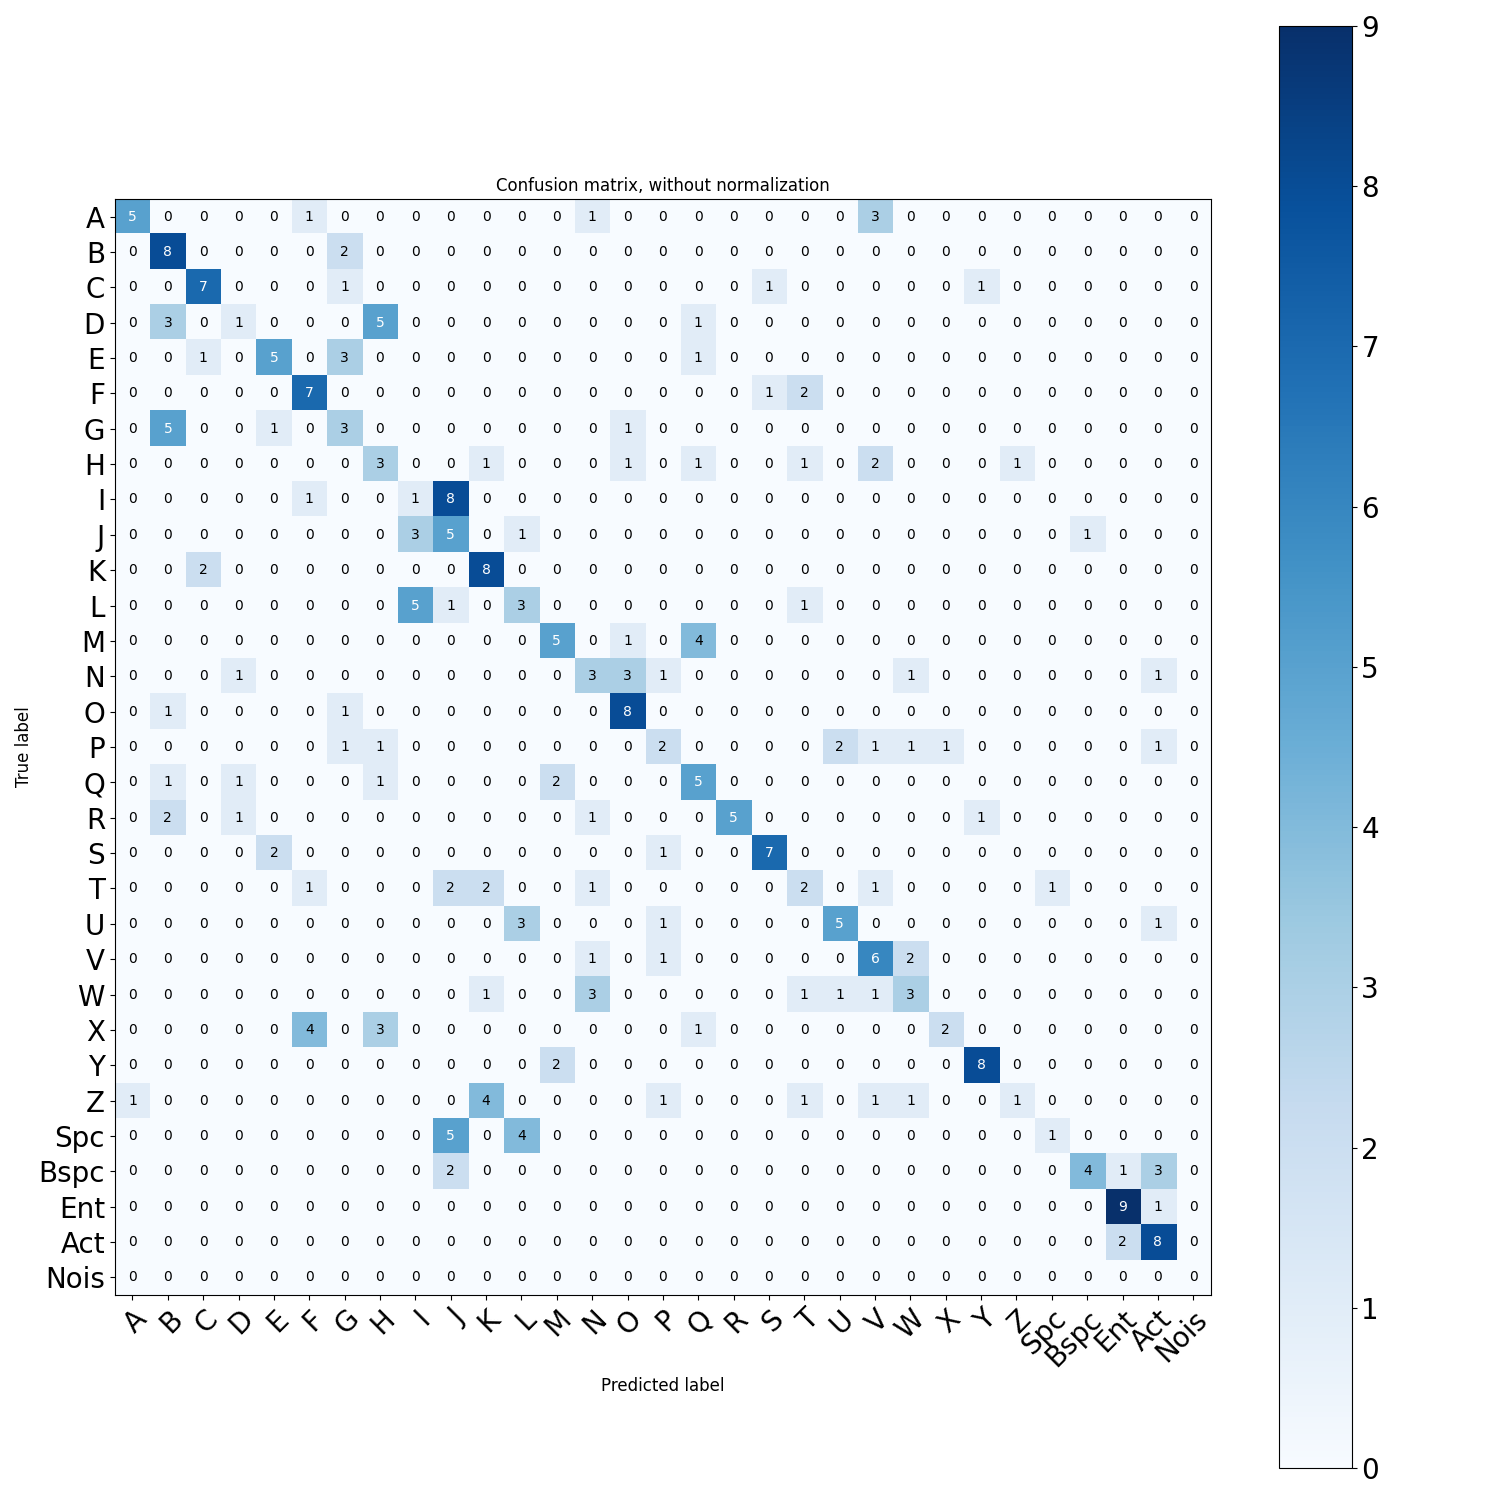 Confusion matrix, without normalization
A 5 0 0 0 0 1 0 0 0 0 0 0 0 1 0 0 0 0 0 0 0 3 0 0 0 0 0 0 0 0 0
B 0 8 0 0 0 0 2 0 0 0 0 0 0 0 0 0 0 0 0 0 0 0 0 0 0 0 0 0 0 0 0
C 0 0 7 0 0 0 1 0 0 0 0 0 0 0 0 0 0 0 1 0 0 0 0 0 1 0 0 0 0 0 0
D 0 3 0 1 0 0 0 5 0 0 0 0 0 0 0 0 1 0 0 0 0 0 0 0 0 0 0 0 0 0 0
E 0 0 1 0 5 0 3 0 0 0 0 0 0 0 0 0 1 0 0 0 0 0 0 0 0 0 0 0 0 0 0
F 0 0 0 0 0 7 0 0 0 0 0 0 0 0 0 0 0 0 1 2 0 0 0 0 0 0 0 0 0 0 0
G 0 5 0 0 1 0 3 0 0 0 0 0 0 0 1 0 0 0 0 0 0 0 0 0 0 0 0 0 0 0 0
H 0 0 0 0 0 0 0 3 0 0 1 0 0 0 1 0 1 0 0 1 0 2 0 0 0 1 0 0 0 0 0
I 0 0 0 0 0 1 0 0 1 8 0 0 0 0 0 0 0 0 0 0 0 0 0 0 0 0 0 0 0 0 0
J 0 0 0 0 0 0 0 0 3 5 0 1 0 0 0 0 0 0 0 0 0 0 0 0 0 0 0 1 0 0 0
K 0 0 2 0 0 0 0 0 0 0 8 0 0 0 0 0 0 0 0 0 0 0 0 0 0 0 0 0 0 0 0
L 0 0 0 0 0 0 0 0 5 1 0 3 0 0 0 0 0 0 0 1 0 0 0 0 0 0 0 0 0 0 0
M 0 0 0 0 0 0 0 0 0 0 0 0 5 0 1 0 4 0 0 0 0 0 0 0 0 0 0 0 0 0 0
N 0 0 0 1 0 0 0 0 0 0 0 0 0 3 3 1 0 0 0 0 0 0 1 0 0 0 0 0 0 1 0
O 0 1 0 0 0 0 1 0 0 0 0 0 0 0 8 0 0 0 0 0 0 0 0 0 0 0 0 0 0 0 0
P 0 0 0 0 0 0 1 1 0 0 0 0 0 0 0 2 0 0 0 0 2 1 1 1 0 0 0 0 0 1 0
Q 0 1 0 1 0 0 0 1 0 0 0 0 2 0 0 0 5 0 0 0 0 0 0 0 0 0 0 0 0 0 0
R 0 2 0 1 0 0 0 0 0 0 0 0 0 1 0 0 0 5 0 0 0 0 0 0 1 0 0 0 0 0 0
S 0 0 0 0 2 0 0 0 0 0 0 0 0 0 0 1 0 0 7 0 0 0 0 0 0 0 0 0 0 0 0
T 0 0 0 0 0 1 0 0 0 2 2 0 0 1 0 0 0 0 0 2 0 1 0 0 0 0 1 0 0 0 0
U 0 0 0 0 0 0 0 0 0 0 0 3 0 0 0 1 0 0 0 0 5 0 0 0 0 0 0 0 0 1 0
V 0 0 0 0 0 0 0 0 0 0 0 0 0 1 0 1 0 0 0 0 0 6 2 0 0 0 0 0 0 0 0
W 0 0 0 0 0 0 0 0 0 0 1 0 0 3 0 0 0 0 0 1 1 1 3 0 0 0 0 0 0 0 0
X 0 0 0 0 0 4 0 3 0 0 0 0 0 0 0 0 1 0 0 0 0 0 0 2 0 0 0 0 0 0 0
Y 0 0 0 0 0 0 0 0 0 0 0 0 2 0 0 0 0 0 0 0 0 0 0 0 8 0 0 0 0 0 0
Z 1 0 0 0 0 0 0 0 0 0 4 0 0 0 0 1 0 0 0 1 0 1 1 0 0 1 0 0 0 0 0
Spc 0 0 0 0 0 0 0 0 0 5 0 4 0 0 0 0 0 0 0 0 0 0 0 0 0 0 1 0 0 0 0
Bspc 0 0 0 0 0 0 0 0 0 2 0 0 0 0 0 0 0 0 0 0 0 0 0 0 0 0 0 4 1 3 0
Ent 0 0 0 0 0 0 0 0 0 0 0 0 0 0 0 0 0 0 0 0 0 0 0 0 0 0 0 0 9 1 0
Act 0 0 0 0 0 0 0 0 0 0 0 0 0 0 0 0 0 0 0 0 0 0 0 0 0 0 0 0 2 8 0
Nois 0 0 0 0 0 0 0 0 0 0 0 0 0 0 0 0 0 0 0 0 0 0 0 0 0 0 0 0 0 0 0
A B C D E F G H I J K L M N O P Q R S T U V W X Y Z Spc Bspc Ent Act Nois
Predicted label
True label
9
8
7
6
5
4
3
2
1
0